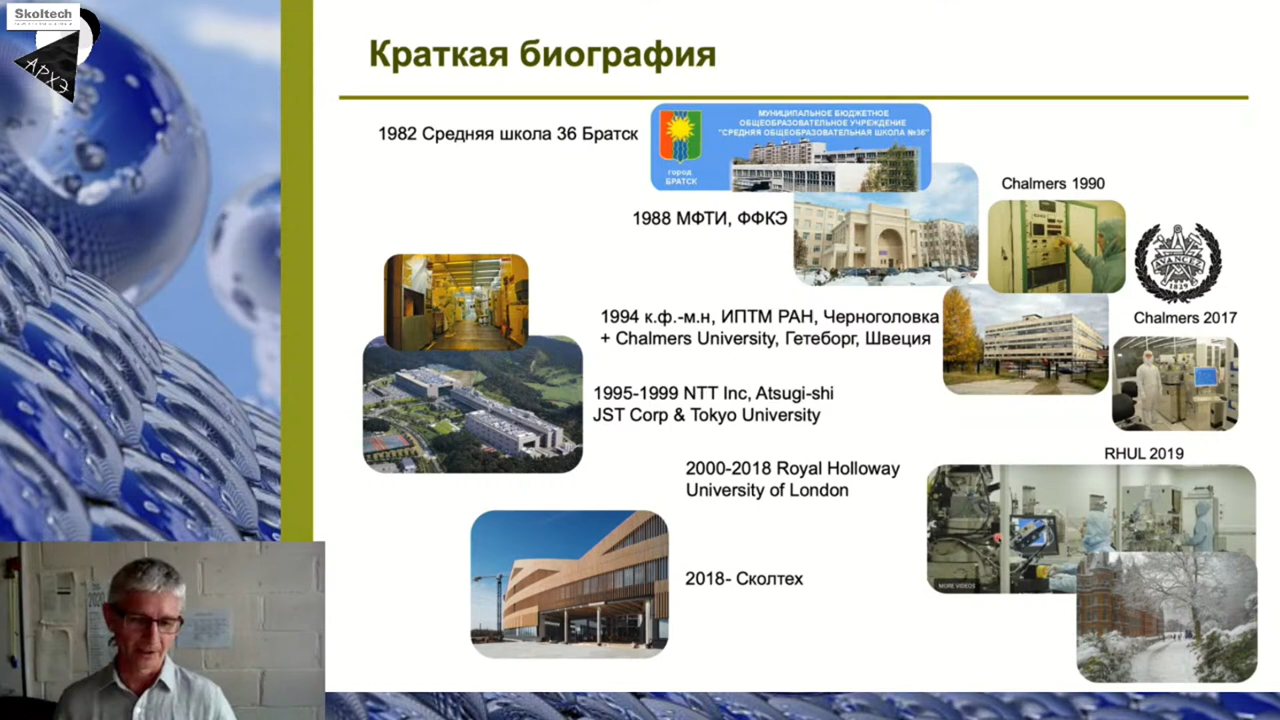 Skoltech
АРХЭ
Краткая биография
1982 Средняя школа 36 Братск
МУНИЦИПАЛЬНОЕ БЮДЖЕТНОЕ
ОБЩЕОБРАЗОВАТЕЛЬНОЕ УЧРЕЖДЕНИЕ
"СРЕДНЯЯ ОБЩЕОБРАЗОВАТЕЛЬНАЯ ШКОЛА №36"
город
БРАТСК
Chalmers 1990
1988 МФТИ, ФФКЭ
AVANCEZ
Chalmers 2017
1994 к.ф.-м.н, ИПТМ РАН, Черноголовка
+ Chalmers University, Гетеборг, Швеция
1995-1999 NTT Inc, Atsugi-shi
JST Corp & Tokyo University
RHUL 2019
2000-2018 Royal Holloway
University of London
MORE VIDEOS
2018- Сколтех
2020